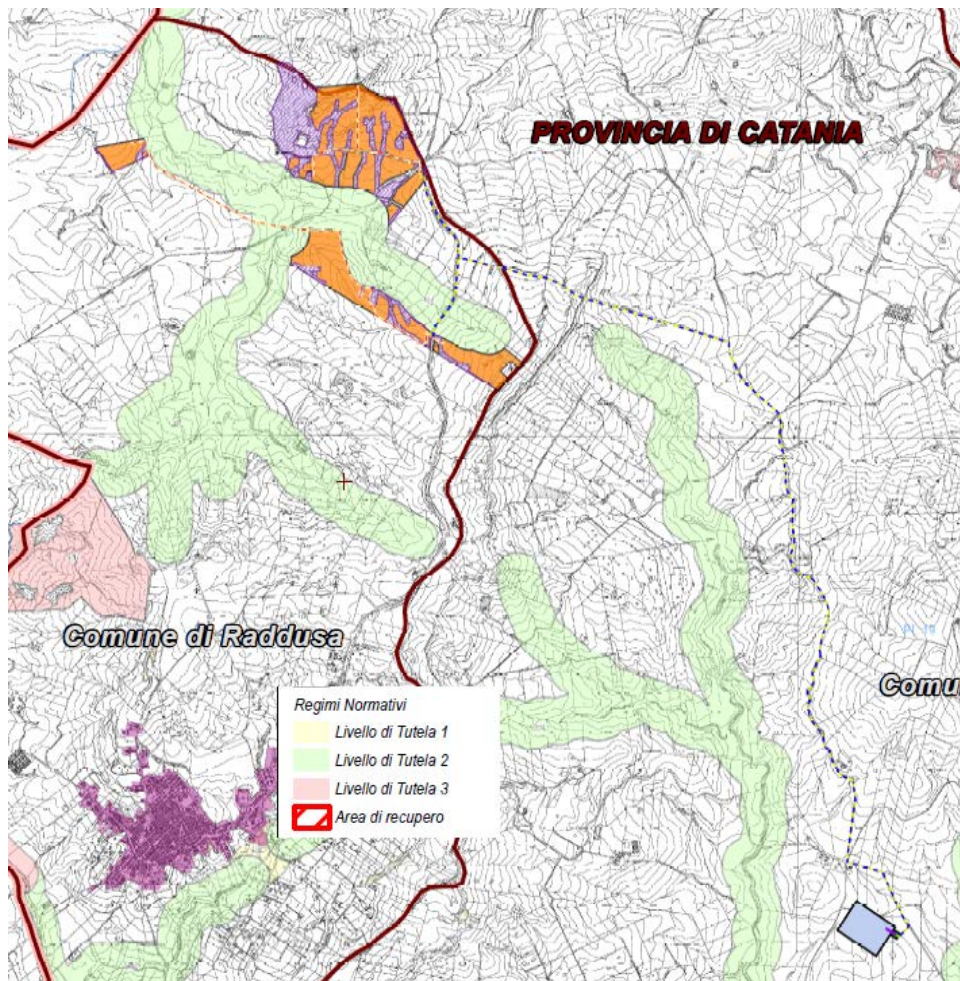 PROVINCIA DI CATANIA
Comune di Raddusa
Comu
Regimi Normativi
Livello di Tutela 1
Livello di Tutela 2
Livello di Tutela 3
Area di recupero